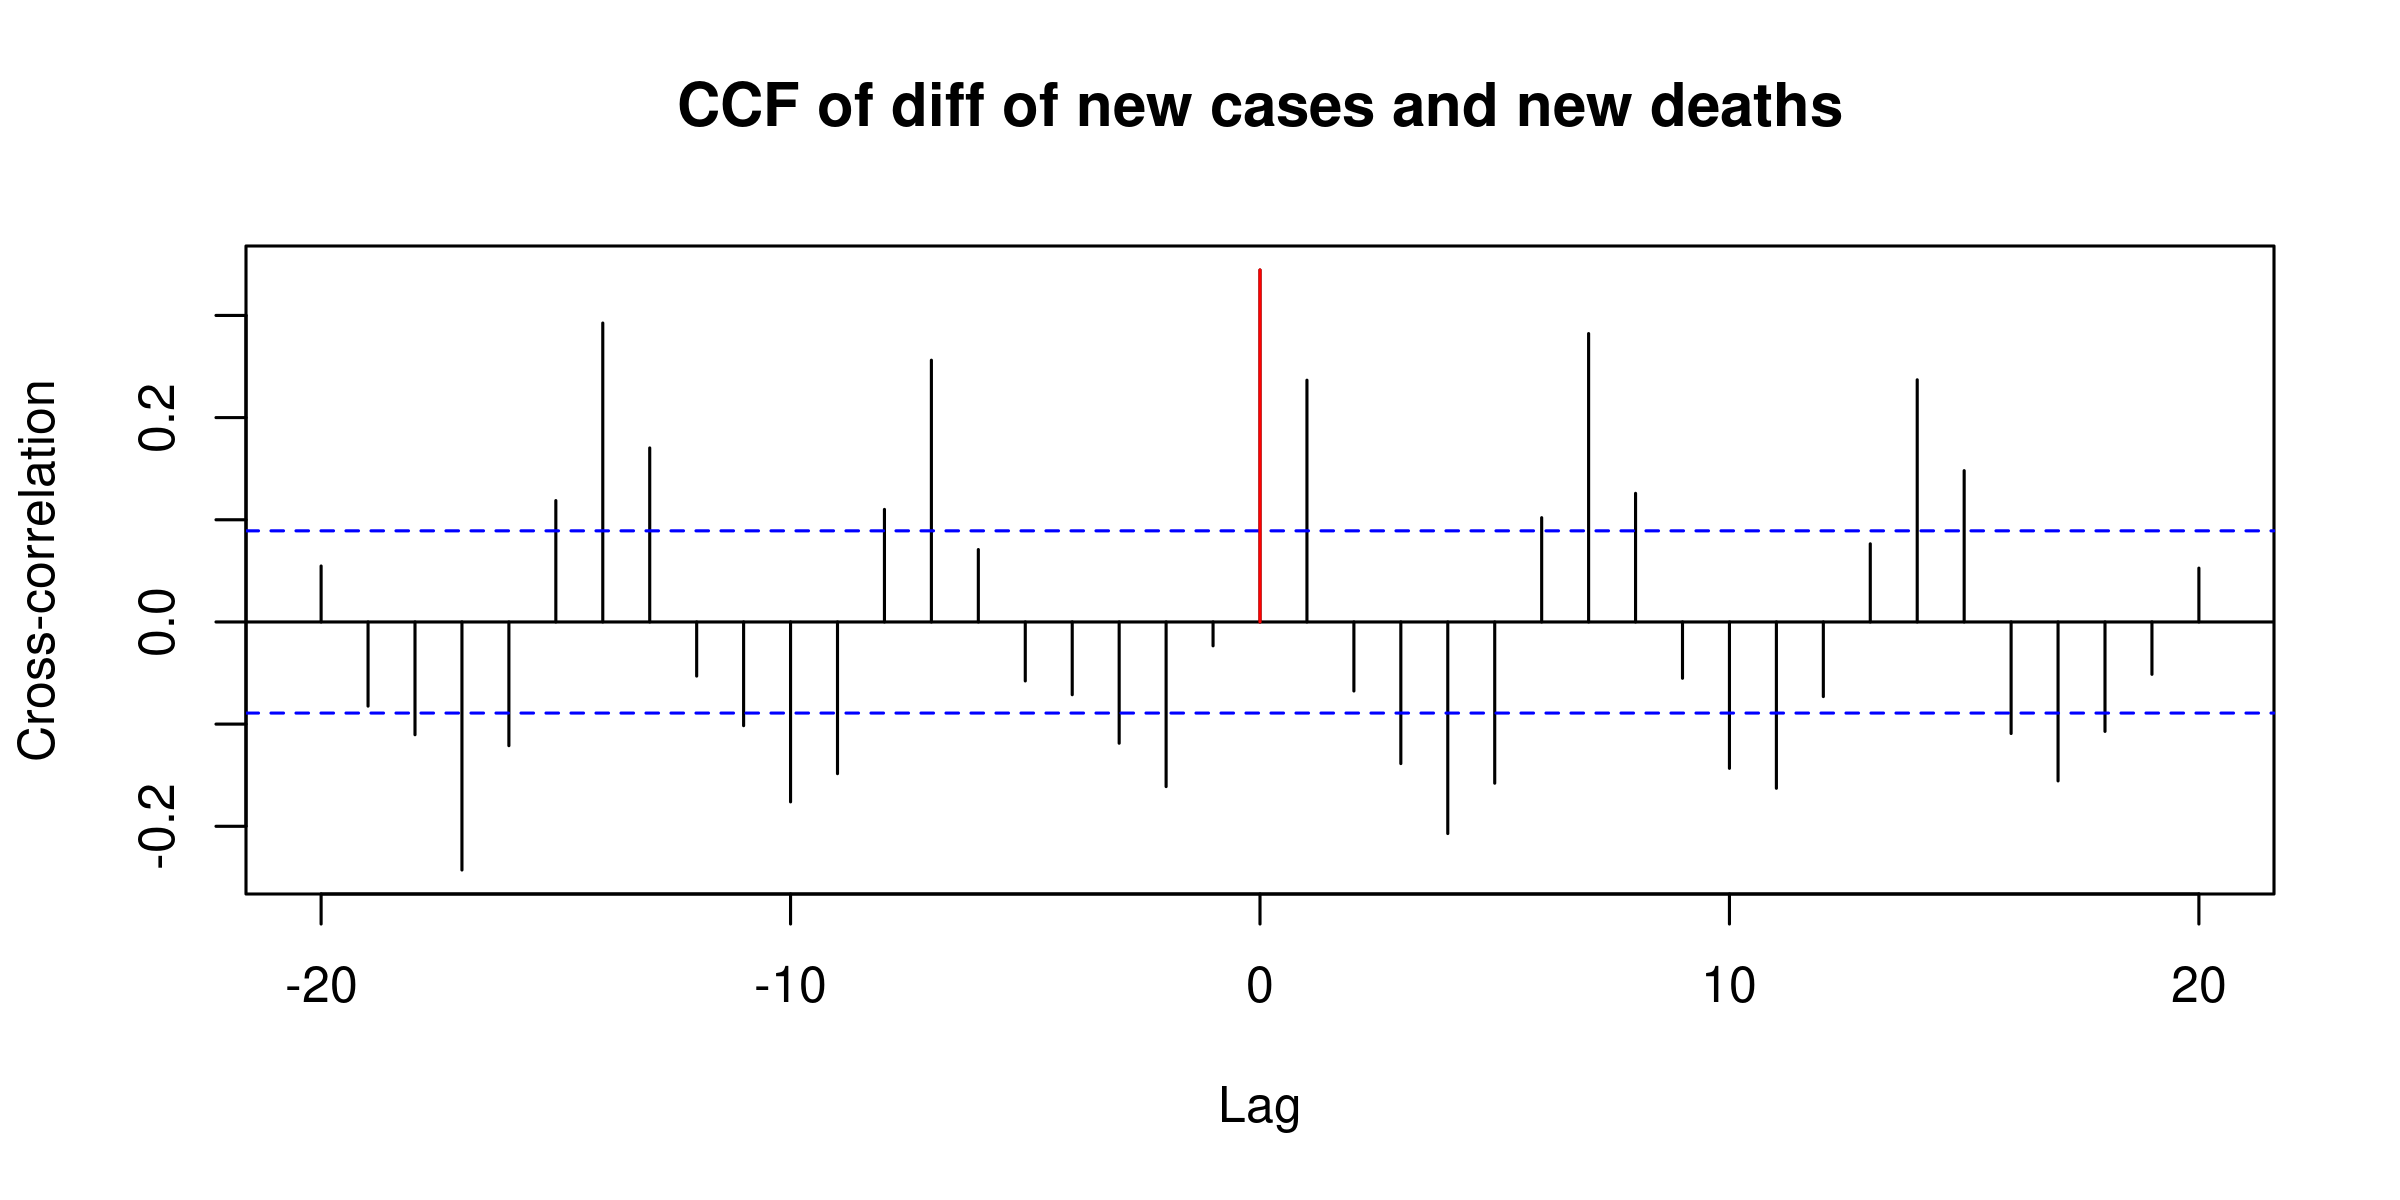 CCF of diff of new cases and new deaths
Cross-correlation
0.2
0.0
-0.2
-20 -10 0 10 20
Lag